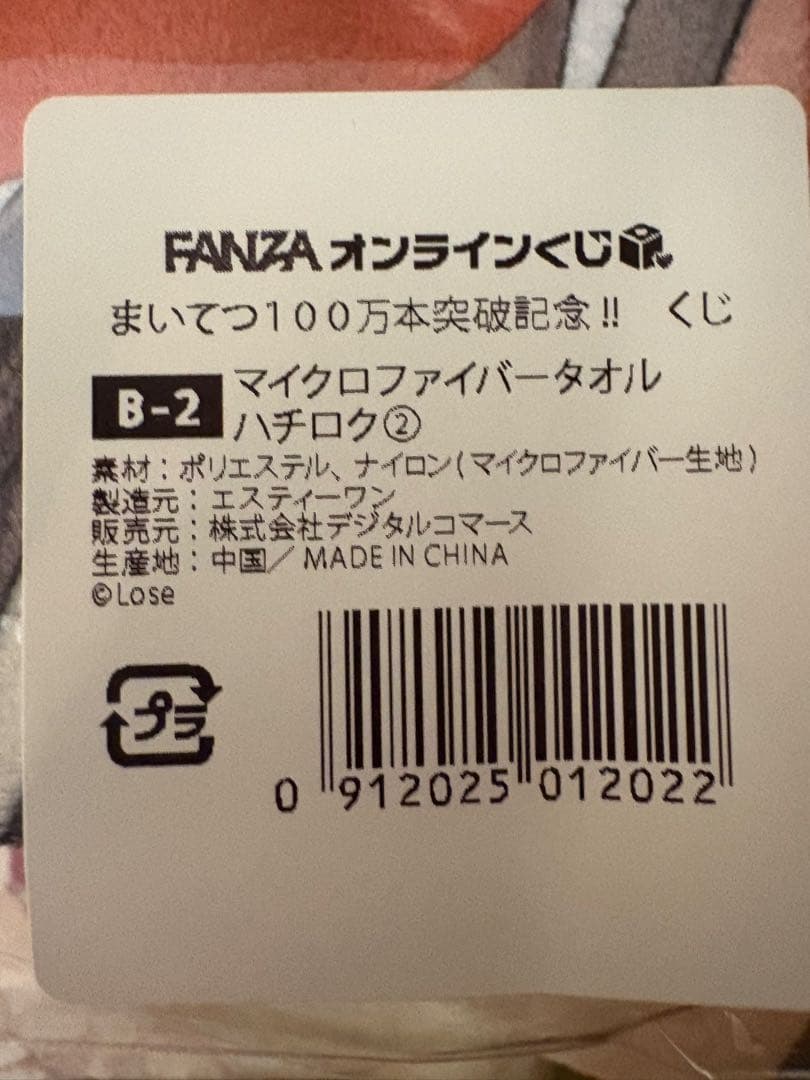 FANZAオンラインくじ
まいてつ100万本突破記念!!　くじ
B-2 マイクロファイバータオル
ハチロク②
素材：ポリエステル、ナイロン(マイクロファイバー生地)
製造元：エスティーワン
販売元：株式会社デジタルコマース
生産地：中国／MADE IN CHINA
©Lose
プラ
0 912025 012022